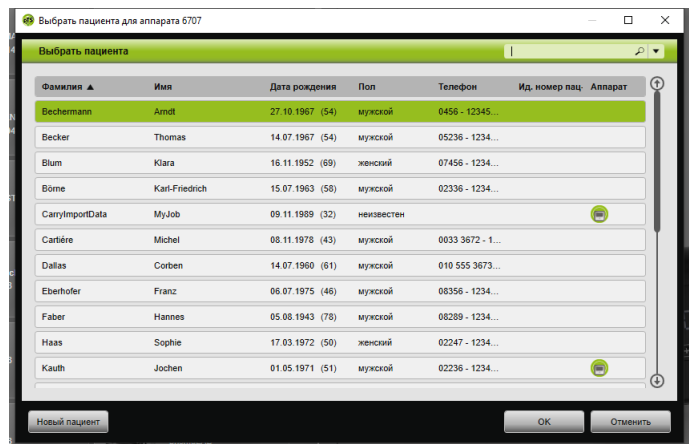 Выбрать пациента для аппарата 6707
Выбрать пациента
Фамилия ▲ Имя Дата рождения Пол Телефон Ид. номер пац- Аппарат
Bechermann Arndt 27.10.1967 (54) мужской 0456 - 12345...
Becker Thomas 14.07.1967 (54) мужской 05236 - 1234...
Blum Klara 16.11.1952 (69) женский 07456 - 1234...
Börne Karl-Friedrich 15.07.1963 (58) мужской 02336 - 1234...
CarryImportData MyJob 09.11.1989 (32) неизвестен
Cartiére Michel 08.11.1978 (43) мужской 0033 3672 - 1...
Dallas Corben 14.07.1960 (61) мужской 010 555 3673...
Eberhofer Franz 06.07.1975 (46) мужской 08356 - 1234...
Faber Hannes 05.08.1943 (78) мужской 08289 - 1234...
Haas Sophie 17.03.1972 (50) женский 02247 - 1234...
Kauth Jochen 01.05.1971 (51) мужской 02236 - 1234...
Новый пациент OK Отменить